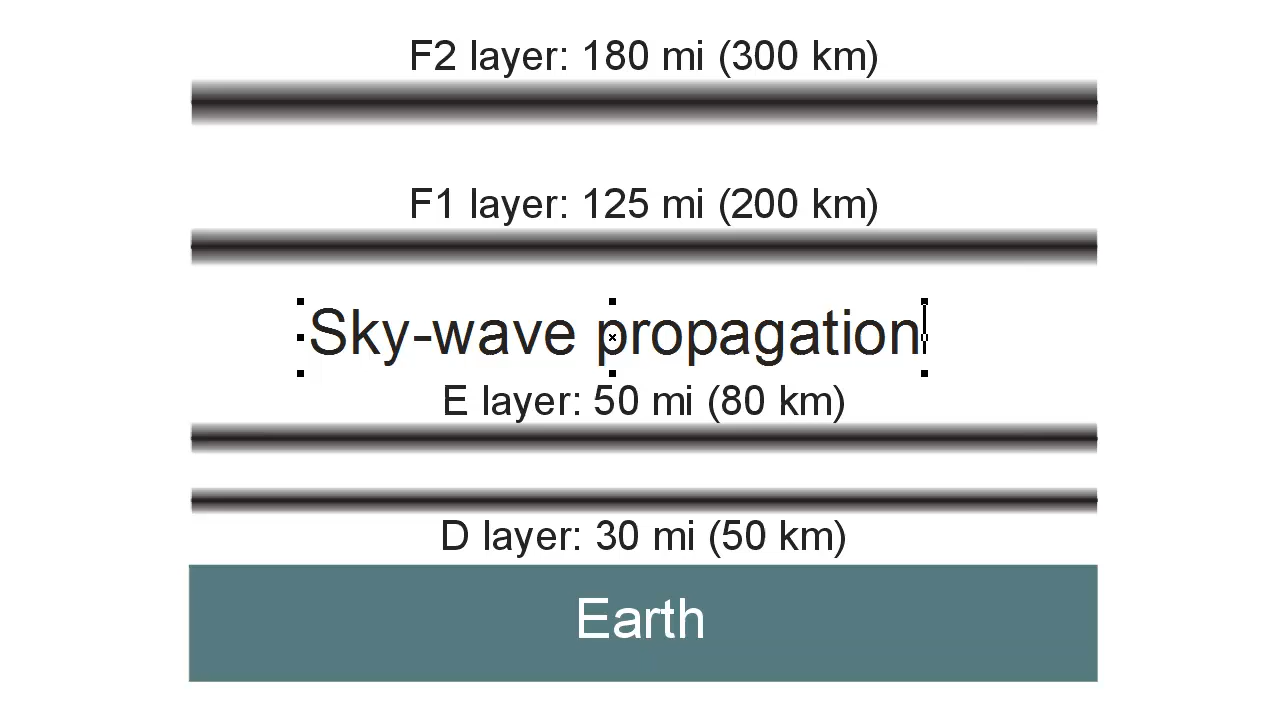 F2 layer: 180 mi (300 km)
F1 layer: 125 mi (200 km)
Sky-wave propagation
E layer: 50 mi (80 km)
D layer: 30 mi (50 km)
Earth